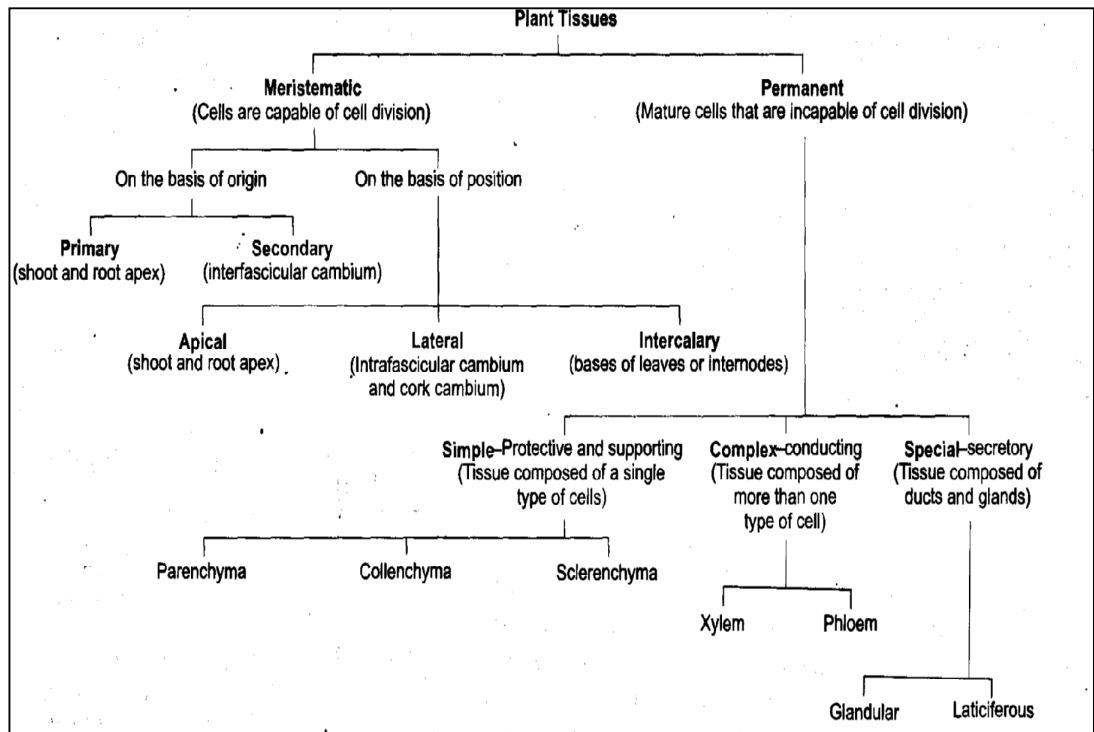 Plant Tissues
Meristematic
(Cells are capable of cell division)
Permanent
(Mature cells that are incapable of cell division)
On the basis of origin
On the basis of position
Primary
(shoot and root apex)
Secondary
(interfascicular cambium)
Apical
(shoot and root apex)
Lateral
(Intrafascicular cambium
and cork cambium)
Intercalary
(bases of leaves or internodes)
Simple–Protective and supporting
(Tissue composed of a single
type of cells)
Complex–conducting
(Tissue composed of
more than one
type of cell)
Special–secretory
(Tissue composed of
ducts and glands)
Parenchyma
Collenchyma
Sclerenchyma
Xylem
Phloem
Glandular
Laticiferous